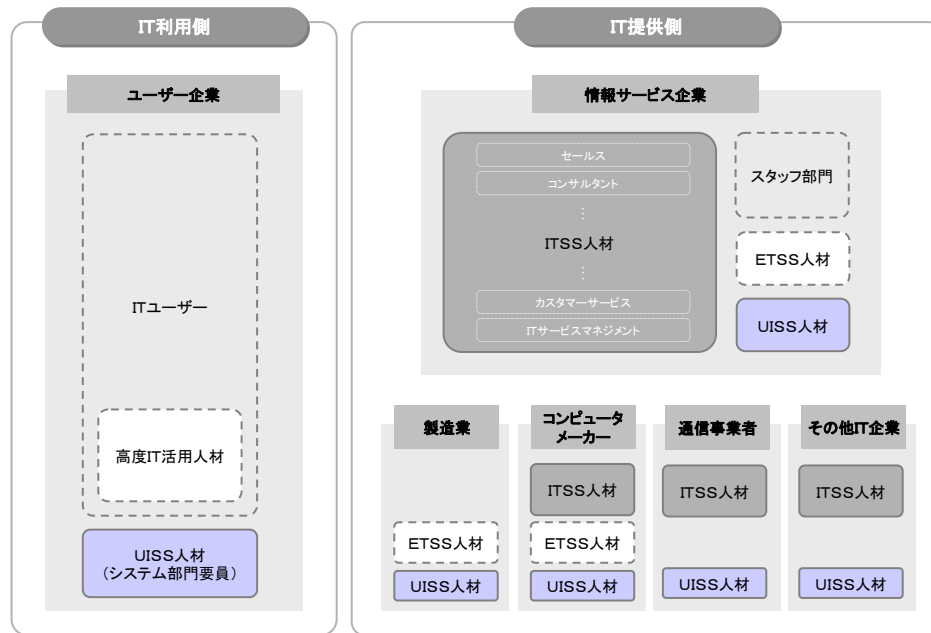 IT利用側
ユーザー企業
ITユーザー
高度IT活用人材
UISS人材
（システム部門要員）
IT提供側
情報サービス企業
セールス
コンサルタント
⋮
ITSS人材
⋮
カスタマーサービス
ITサービスマネジメント
スタッフ部門
ETSS人材
UISS人材
製造業
ETSS人材
UISS人材
コンピュータ
メーカー
ITSS人材
ETSS人材
UISS人材
通信事業者
ITSS人材
UISS人材
その他IT企業
ITSS人材
UISS人材